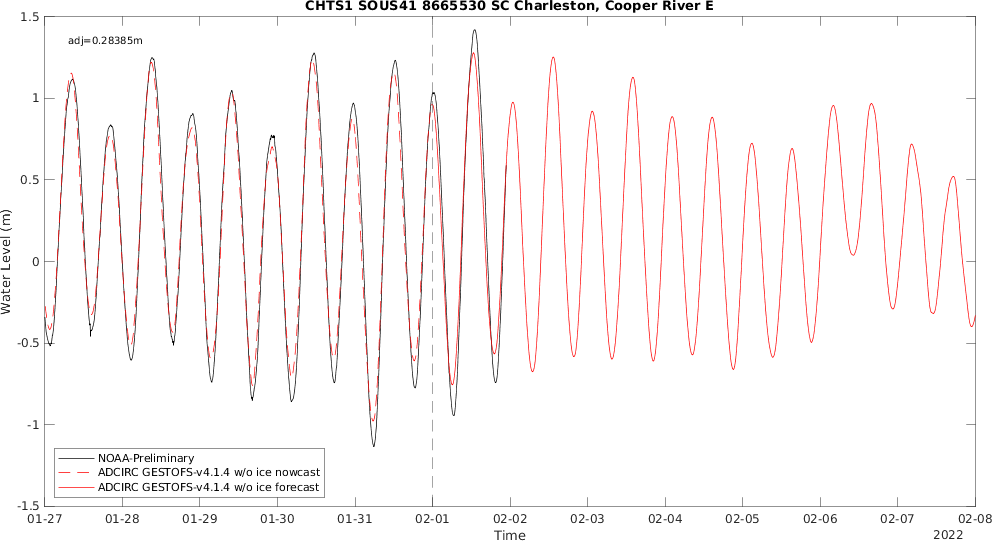 CHTS1 SOUS41 8665530 SC Charleston, Cooper River E
adj=0.28385m
1.5
1
0.5
0
-0.5
-1
-1.5
Water Level (m)
NOAA-Preliminary
ADCIRC GESTOFS-v4.1.4 w/o ice nowcast
ADCIRC GESTOFS-v4.1.4 w/o ice forecast
01-27 01-28 01-29 01-30 01-31 02-01 02-02 02-03 02-04 02-05 02-06 02-07 02-08
Time
2022